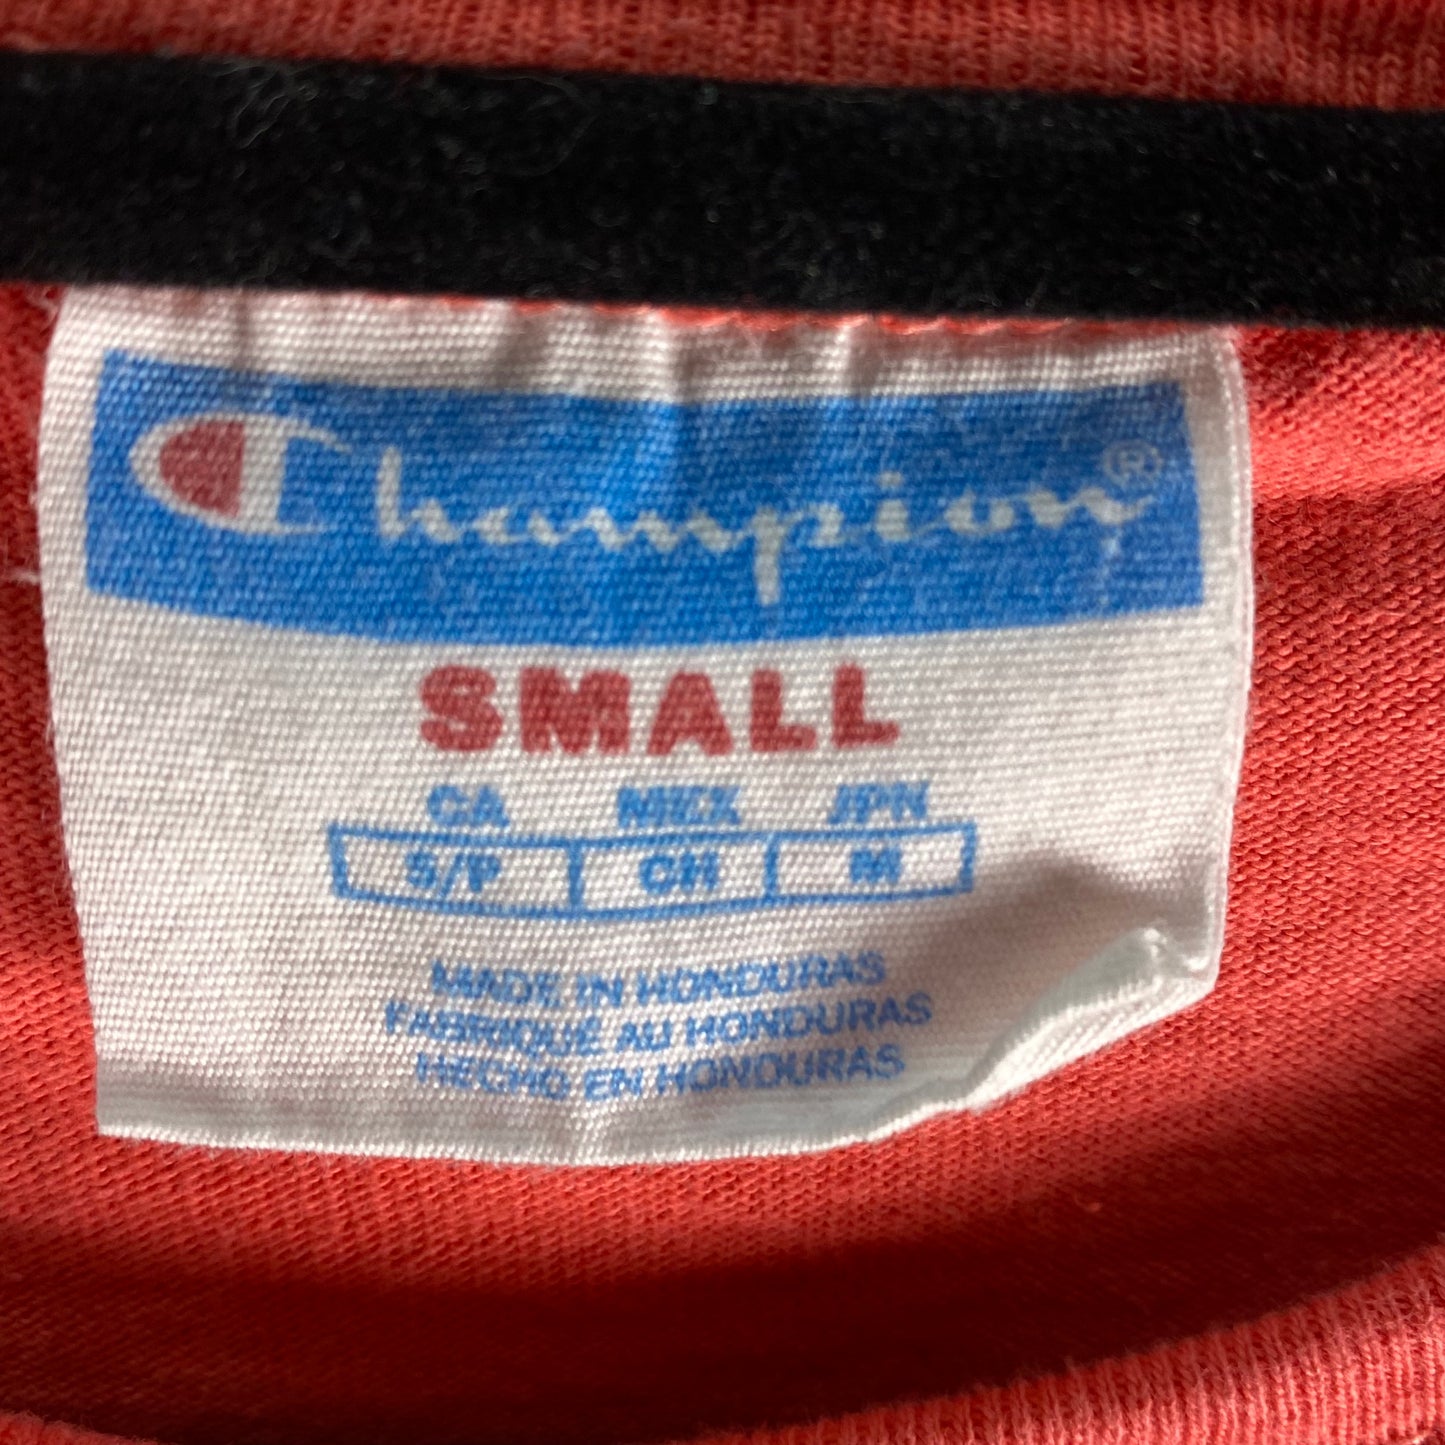 Champion®
SMALL
CA MEX JPN
S/P CH M
MADE IN HONDURAS
FABRIQUÉ AU HONDURAS
HECHO EN HONDURAS